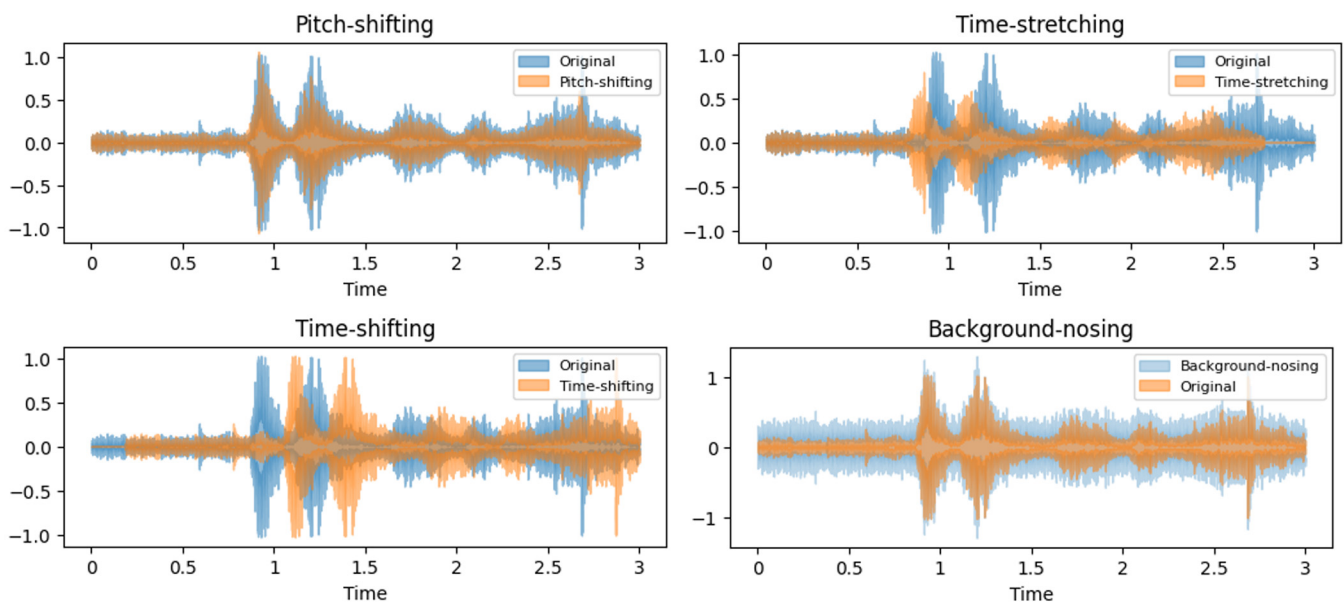 Pitch-shifting
1.0
0.5
0.0
−0.5
−1.0
Original
Pitch-shifting
0 0.5 1 1.5 2 2.5 3
Time
Time-stretching
1.0
0.5
0.0
−0.5
−1.0
Original
Time-stretching
0 0.5 1 1.5 2 2.5 3
Time
Time-shifting
1.0
0.5
0.0
−0.5
−1.0
Original
Time-shifting
0 0.5 1 1.5 2 2.5 3
Time
Background-nosing
1
0
−1
Background-nosing
Original
0 0.5 1 1.5 2 2.5 3
Time